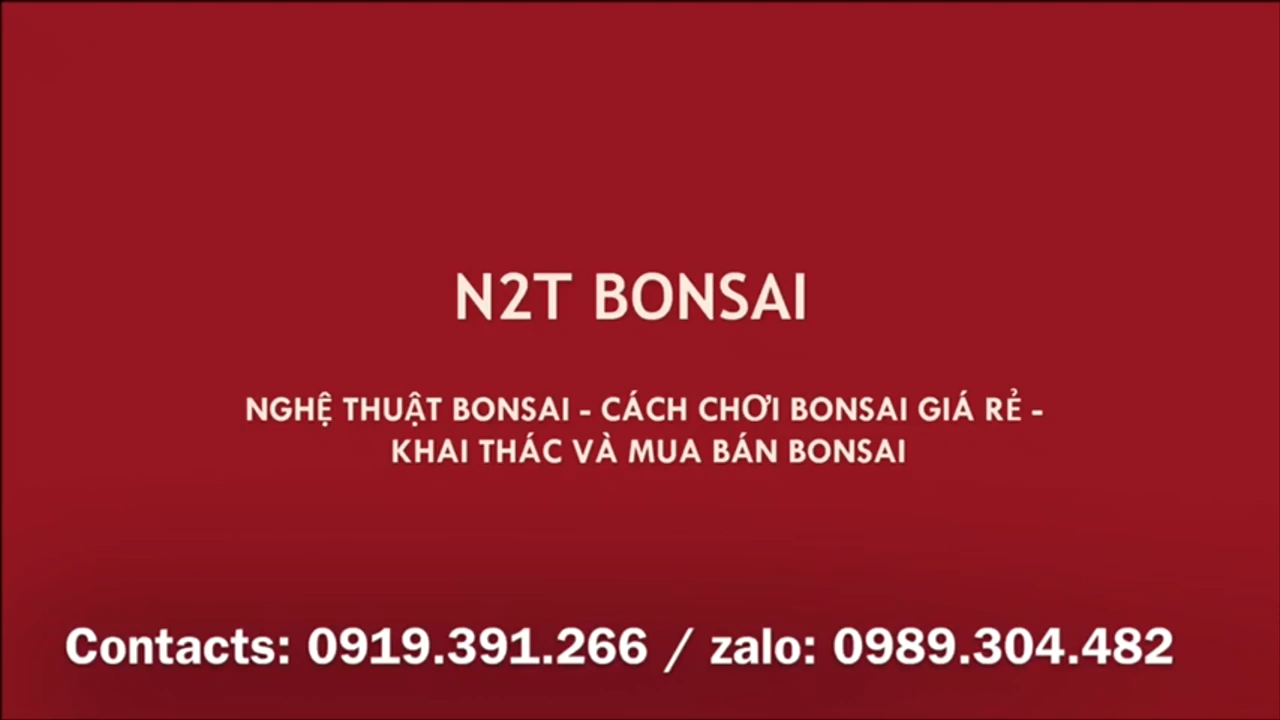 N2T BONSAI
NGHỆ THUẬT BONSAI - CÁCH CHƠI BONSAI GIÁ RẺ -
KHAI THÁC VÀ MUA BÁN BONSAI
Contacts: 0919.391.266 / zalo: 0989.304.482